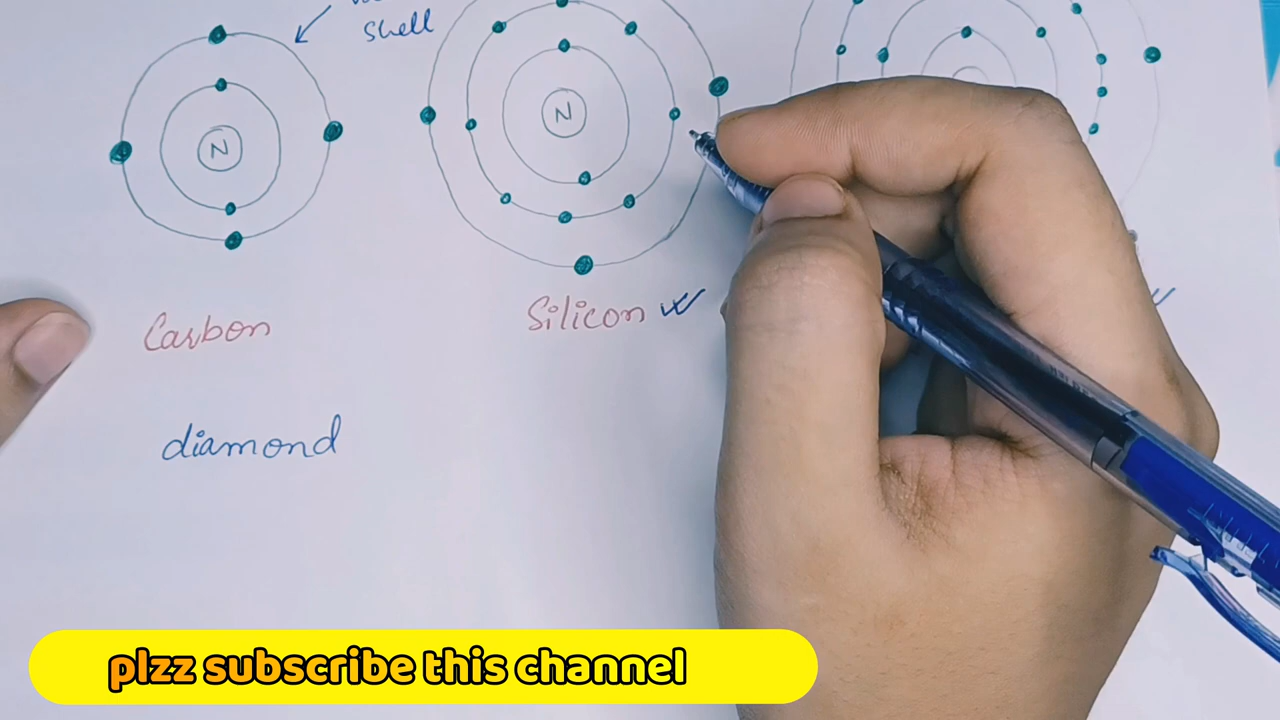 shell
N
N
Carbon
Silicon
diamond
plzz subscribe this channel